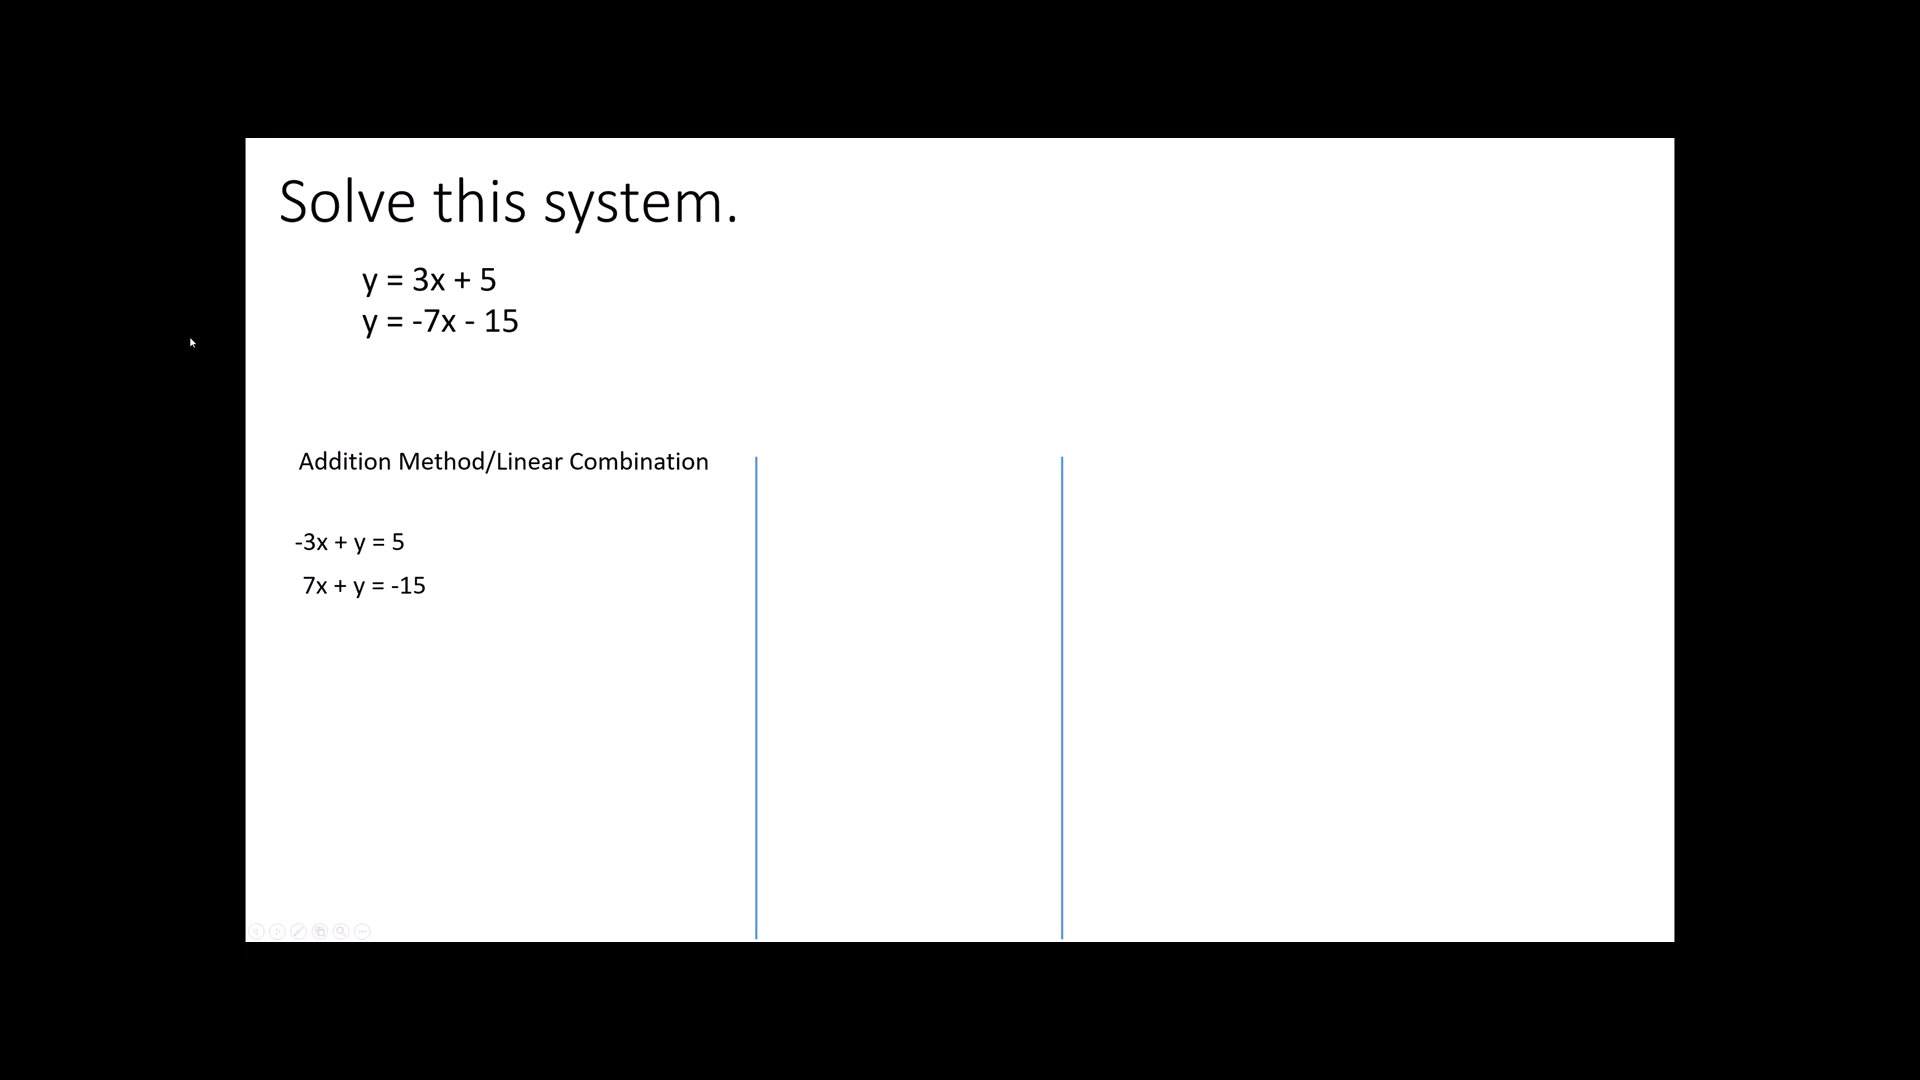 Solve this system.
y = 3x + 5
y = -7x - 15
Addition Method/Linear Combination
-3x + y = 5
7x + y = -15